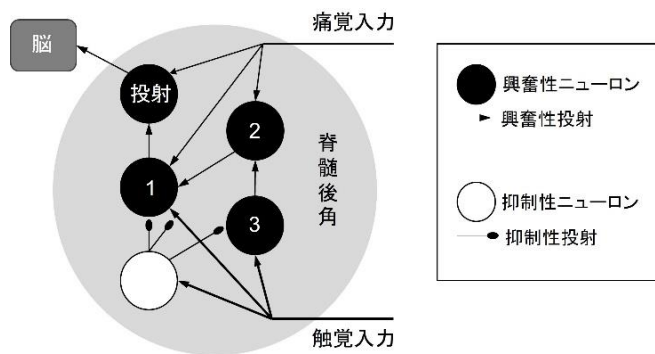 痛覚入力
脳
投射
2
1
3
脊髄後角
触覚入力
興奮性ニューロン
興奮性投射
抑制性ニューロン
抑制性投射